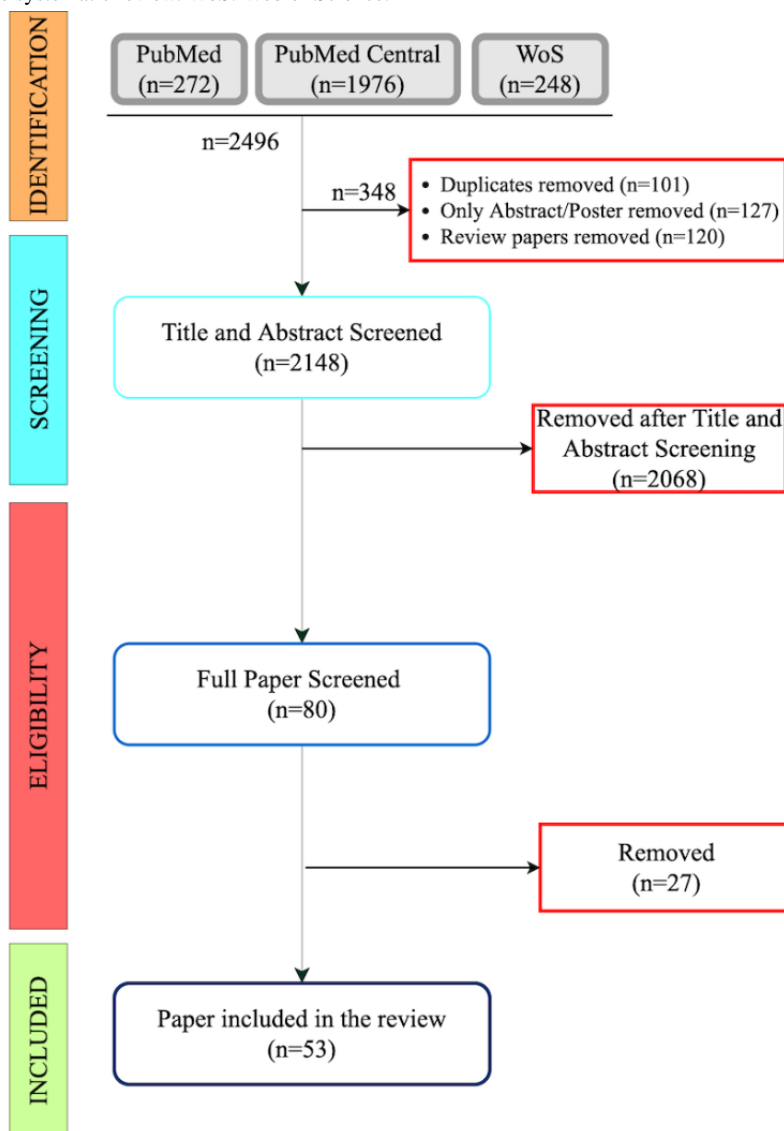 IDENTIFICATION
PubMed
(n=272)
PubMed Central
(n=1976)
WoS
(n=248)
n=2496
n=348
• Duplicates removed (n=101)
• Only Abstract/Poster removed (n=127)
• Review papers removed (n=120)
SCREENING
Title and Abstract Screened
(n=2148)
Removed after Title and
Abstract Screening
(n=2068)
ELIGIBILITY
Full Paper Screened
(n=80)
Removed
(n=27)
INCLUDED
Paper included in the review
(n=53)